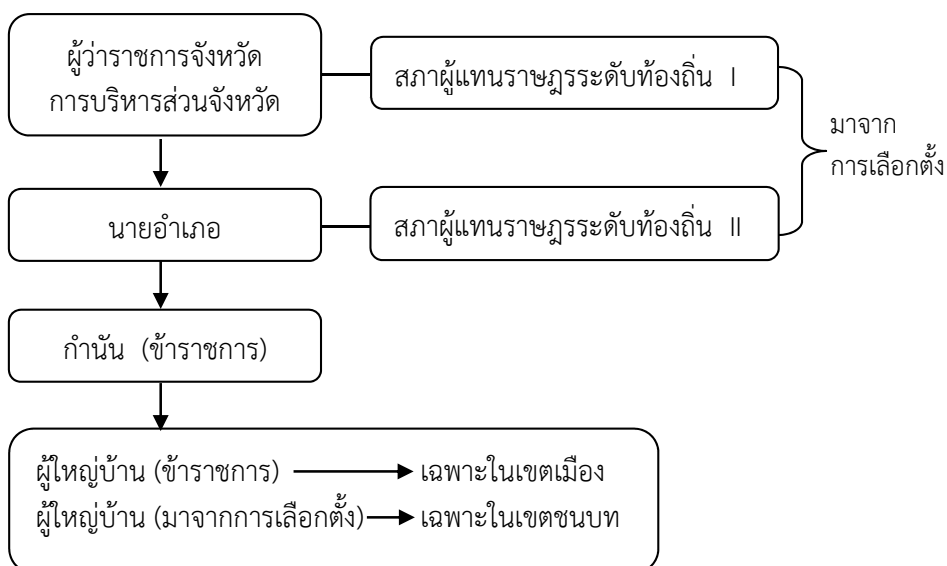 ผู้ว่าราชการจังหวัด
การบริหารส่วนจังหวัด
สภาผู้แทนราษฎรระดับท้องถิ่น I
มาจาก
การเลือกตั้ง
นายอำเภอ
สภาผู้แทนราษฎรระดับท้องถิ่น II
กำนัน (ข้าราชการ)
ผู้ใหญ่บ้าน (ข้าราชการ) เฉพาะในเขตเมือง
ผู้ใหญ่บ้าน (มาจากการเลือกตั้ง) เฉพาะในเขตชนบท